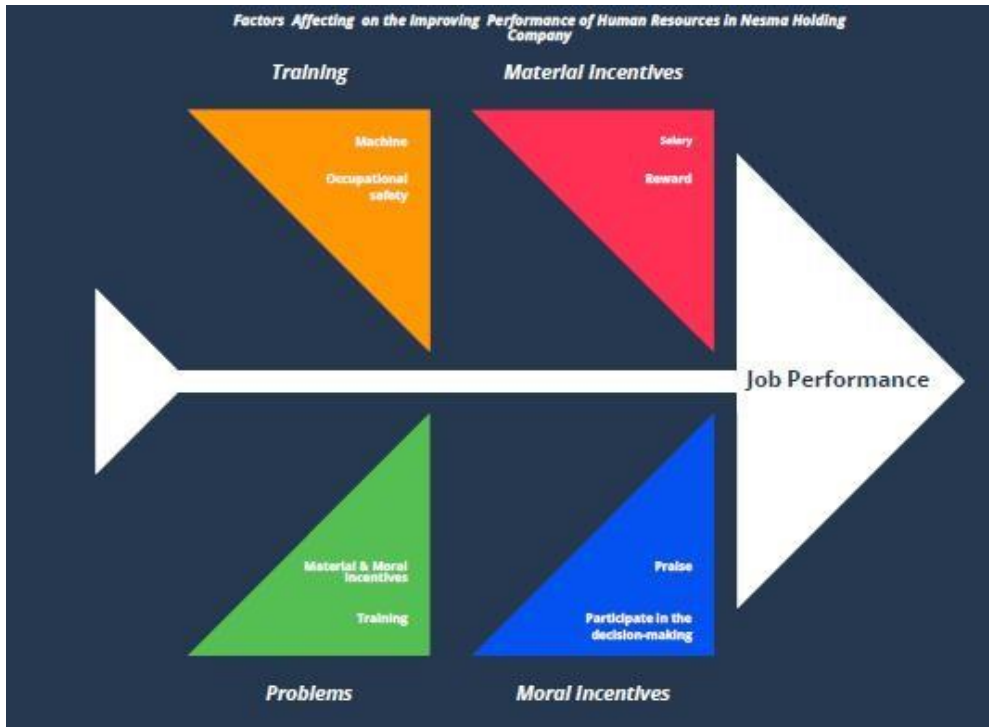 Factors Affecting on the Improving Performance of Human Resources in Nesma Holding
Company
Training
Material Incentives
Machine
Occupational
safety
Salary
Reward
Job Performance
Material & Moral
Incentives
Training
Praise
Participate in the
decision-making
Problems
Moral Incentives